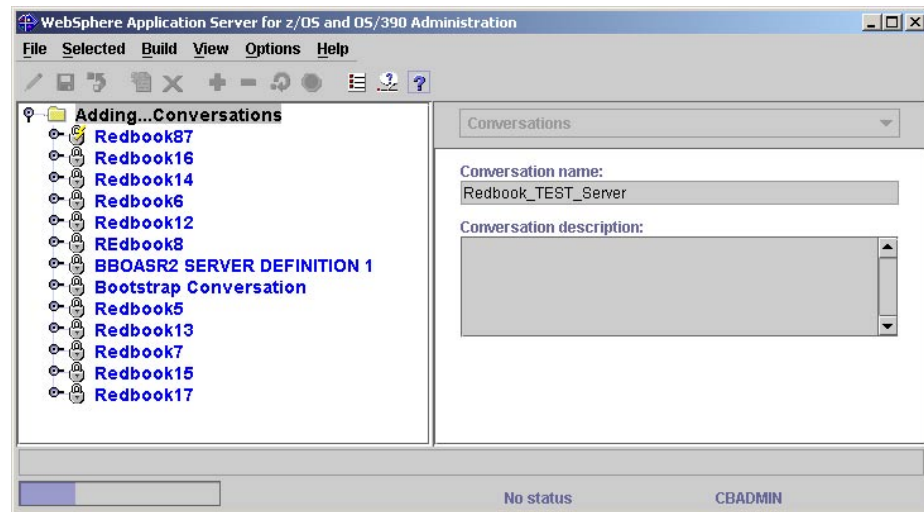 WebSphere Application Server for z/OS and OS/390 Administration
File Selected Build View Options Help
Adding...Conversations
Redbook87
Redbook16
Redbook14
Redbook6
Redbook12
REdbook8
BBOASR2 SERVER DEFINITION 1
Bootstrap Conversation
Redbook5
Redbook13
Redbook7
Redbook15
Redbook17
Conversations
Conversation name:
Redbook_TEST_Server
Conversation description:
No status CBADMIN